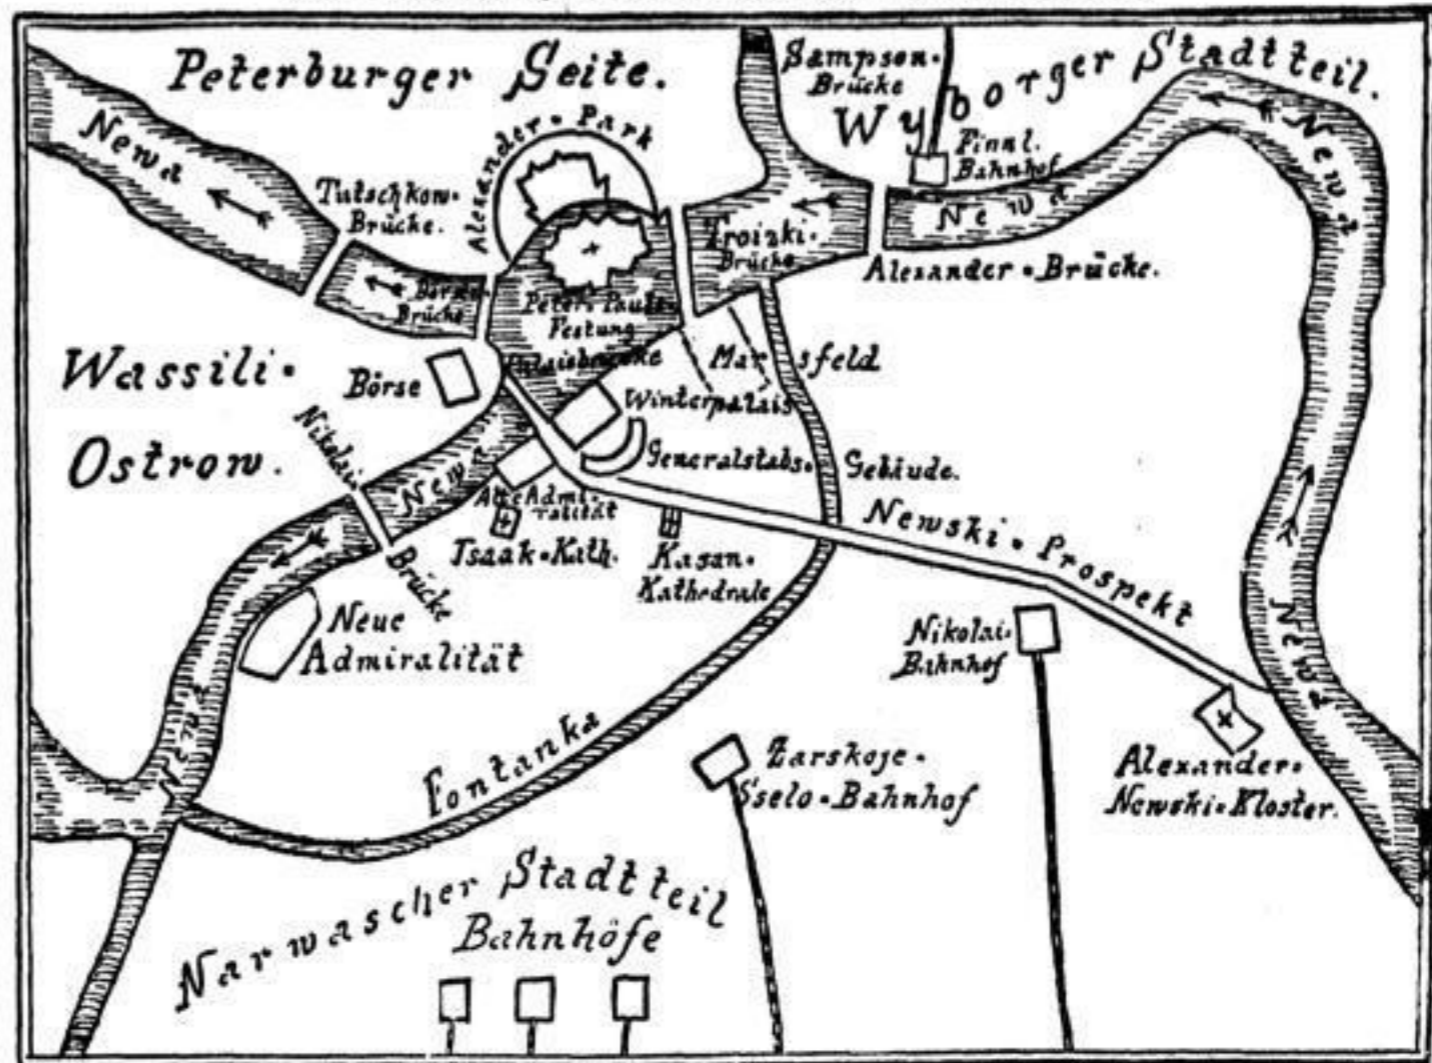 Peterburger Seite.
Sampson-
Brücke
Wyborger Stadtteil.
Newa
Alexander-Park
Finnl.
Bahnhof
Newa
Newa
Tutschkow-
Brücke.
Troizki-
Brücke
Alexander-Brücke.
Börsen-
Brücke
Peter-Pauls-
Festung
Palaisbrücke
Marsfeld
Wassili-
Ostrow.
Börse
Winterpalais
Nikolai-
Brücke
Newa
Generalstabs-Gebäude.
Alte Admi-
ralität
Isaak-Kath.
Kasan-
Kathedrale
Newski-Prospekt
Neue
Admiralität
Nikolai-
Bahnhof
Newa
Newa
Fontanka
Zarskoje-
Sselo-Bahnhof
Alexander-
Newski-Kloster.
Narwascher Stadtteil
Bahnhöfe